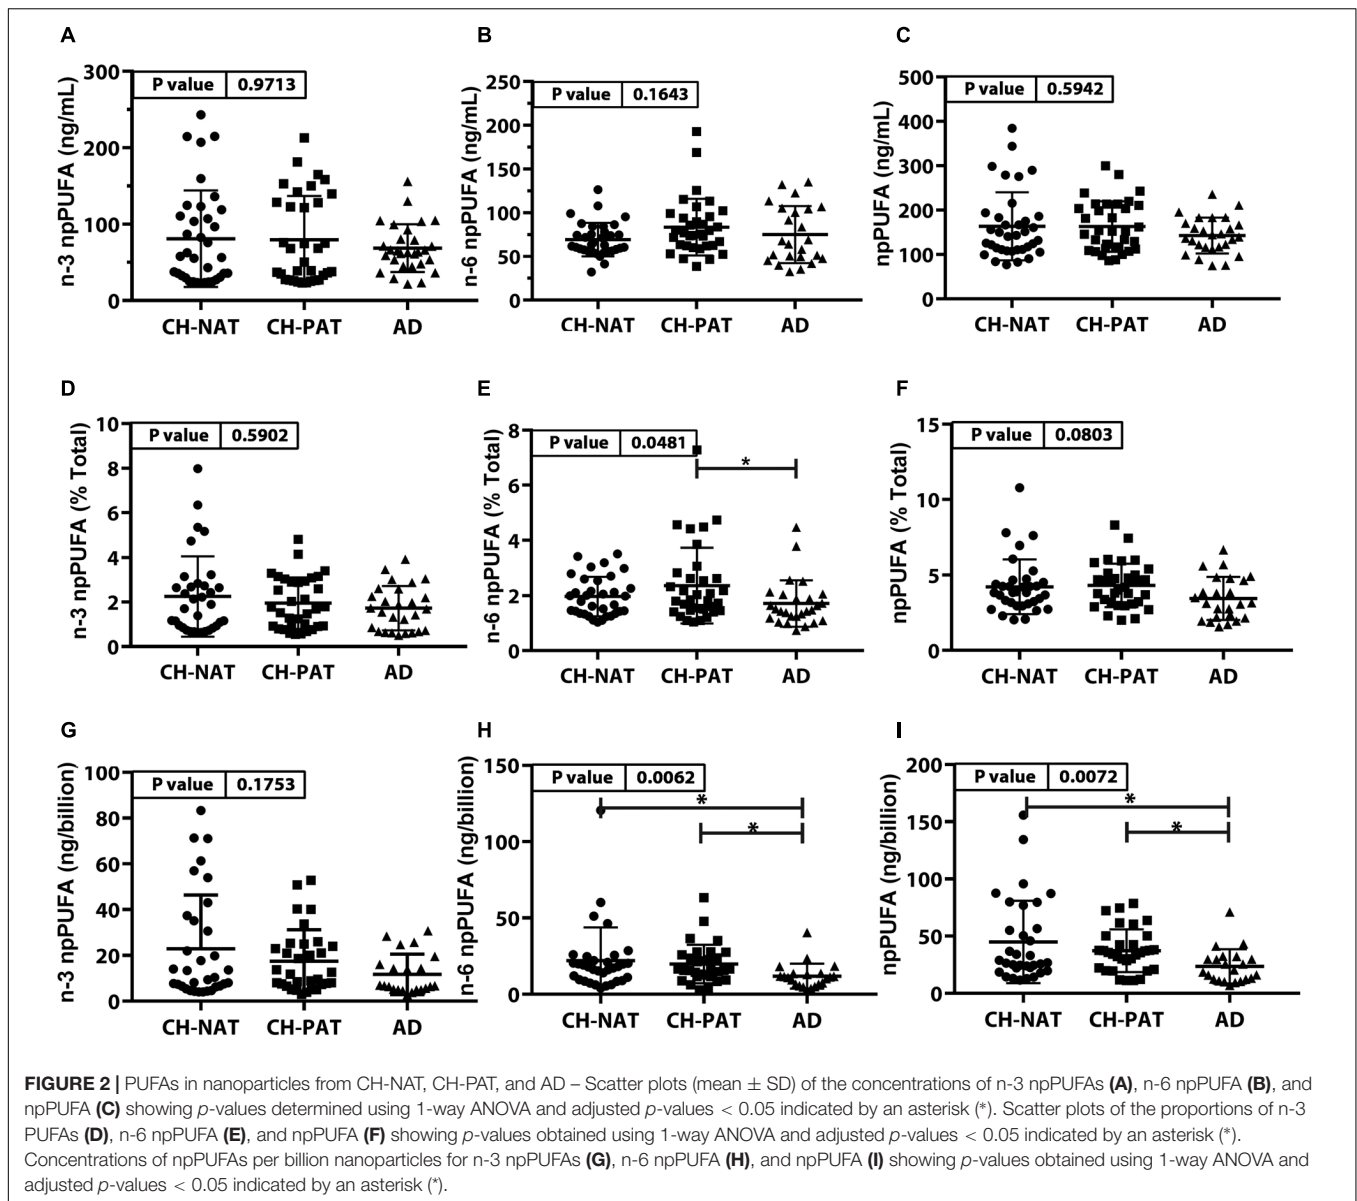 A
P value 0.9713
n-3 npPUFA (ng/mL)
300
200
100
0
CH-NAT CH-PAT AD
B
P value 0.1643
n-6 npPUFA (ng/mL)
250
200
150
100
50
0
CH-NAT CH-PAT AD
C
P value 0.5942
npPUFA (ng/mL)
500
400
300
200
100
0
CH-NAT CH-PAT AD
D
P value 0.5902
n-3 npPUFA (% Total)
10
8
6
4
2
0
CH-NAT CH-PAT AD
E
P value 0.0481
n-6 npPUFA (% Total)
8
6
4
2
0
*
CH-NAT CH-PAT AD
F
P value 0.0803
npPUFA (% Total)
15
10
5
0
CH-NAT CH-PAT AD
G
P value 0.1753
n-3 npPUFA (ng/billion)
100
80
60
40
20
0
CH-NAT CH-PAT AD
H
P value 0.0062
n-6 npPUFA (ng/billion)
150
100
50
0
*
*
CH-NAT CH-PAT AD
I
P value 0.0072
npPUFA (ng/billion)
200
150
100
50
0
*
*
CH-NAT CH-PAT AD
FIGURE 2 | PUFAs in nanoparticles from CH-NAT, CH-PAT, and AD – Scatter plots (mean ± SD) of the concentrations of n-3 npPUFAs (A), n-6 npPUFA (B), and
npPUFA (C) showing p-values determined using 1-way ANOVA and adjusted p-values < 0.05 indicated by an asterisk (*). Scatter plots of the proportions of n-3
PUFAs (D), n-6 npPUFA (E), and npPUFA (F) showing p-values obtained using 1-way ANOVA and adjusted p-values < 0.05 indicated by an asterisk (*).
Concentrations of npPUFAs per billion nanoparticles for n-3 npPUFAs (G), n-6 npPUFA (H), and npPUFA (I) showing p-values obtained using 1-way ANOVA and
adjusted p-values < 0.05 indicated by an asterisk (*).